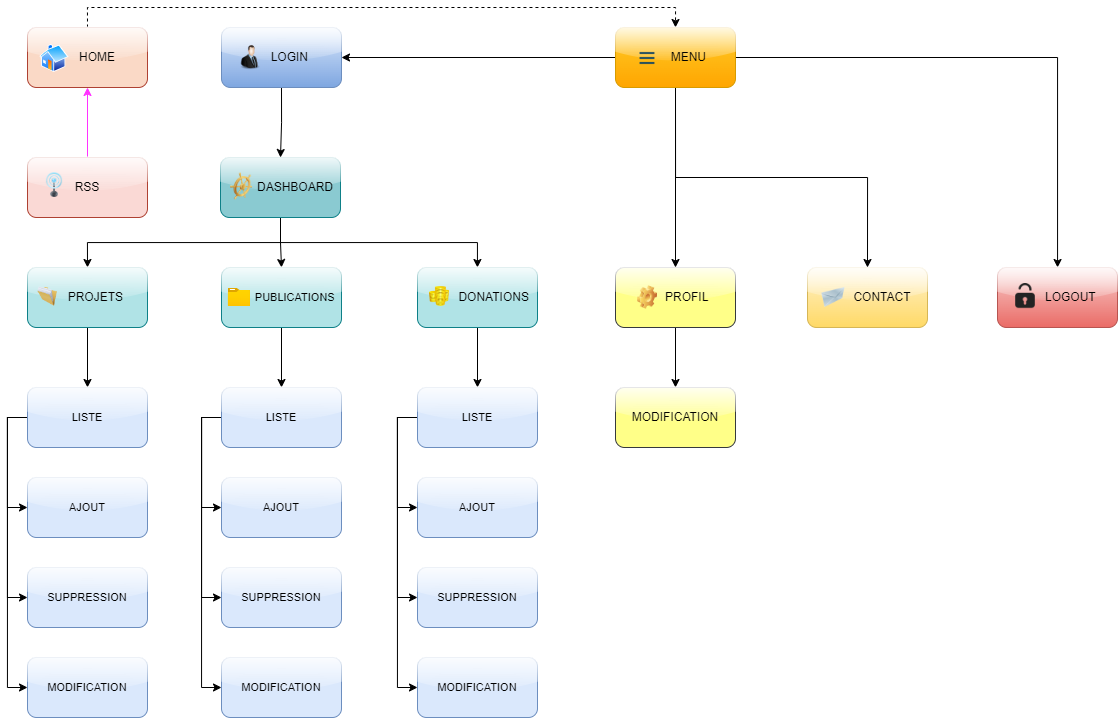 HOME
LOGIN
MENU
RSS
DASHBOARD
PROJETS
PUBLICATIONS
DONATIONS
PROFIL
CONTACT
LOGOUT
LISTE
LISTE
LISTE
MODIFICATION
AJOUT
AJOUT
AJOUT
SUPPRESSION
SUPPRESSION
SUPPRESSION
MODIFICATION
MODIFICATION
MODIFICATION